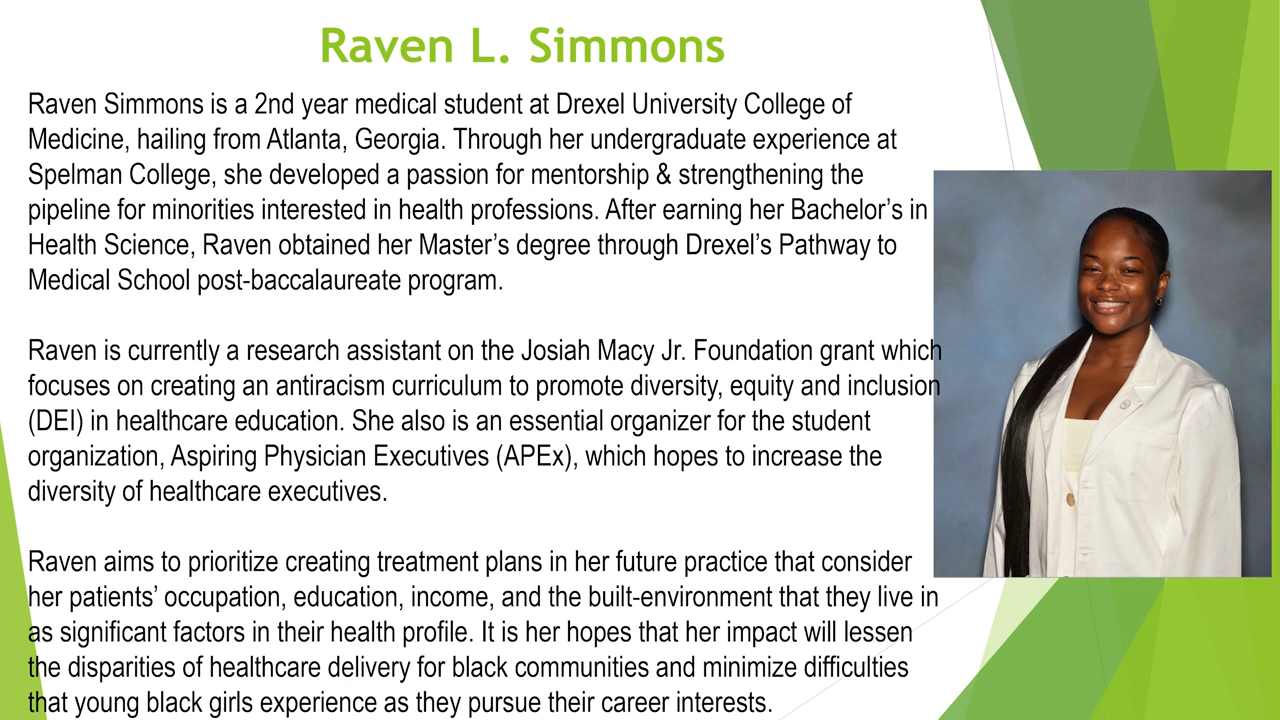 Raven L. Simmons
Raven Simmons is a 2nd year medical student at Drexel University College of
Medicine, hailing from Atlanta, Georgia. Through her undergraduate experience at
Spelman College, she developed a passion for mentorship & strengthening the
pipeline for minorities interested in health professions. After earning her Bachelor’s in
Health Science, Raven obtained her Master’s degree through Drexel’s Pathway to
Medical School post-baccalaureate program.
Raven is currently a research assistant on the Josiah Macy Jr. Foundation grant which
focuses on creating an antiracism curriculum to promote diversity, equity and inclusion
(DEI) in healthcare education. She also is an essential organizer for the student
organization, Aspiring Physician Executives (APEx), which hopes to increase the
diversity of healthcare executives.
Raven aims to prioritize creating treatment plans in her future practice that consider
her patients’ occupation, education, income, and the built-environment that they live in
as significant factors in their health profile. It is her hopes that her impact will lessen
the disparities of healthcare delivery for black communities and minimize difficulties
that young black girls experience as they pursue their career interests.